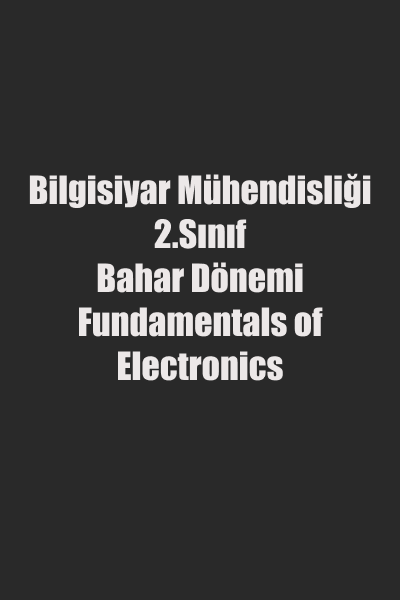 Bilgisiyar Mühendisliği
2.Sınıf
Bahar Dönemi
Fundamentals of
Electronics